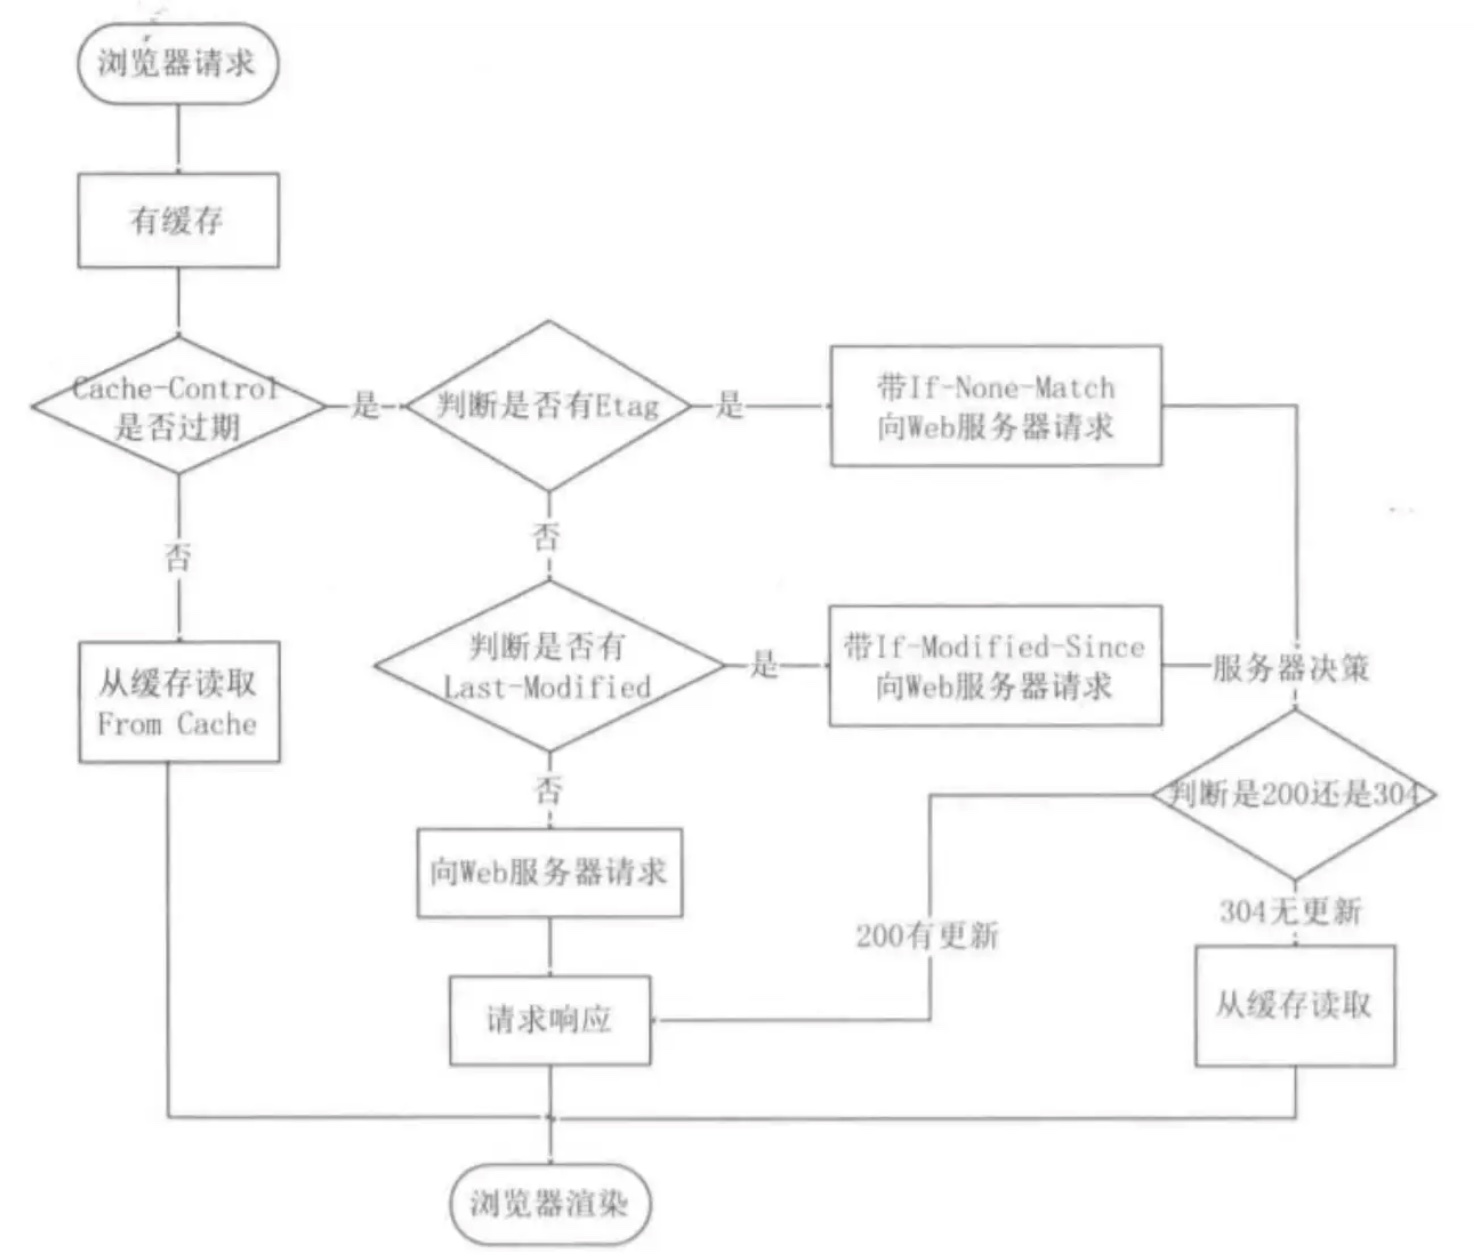 浏览器请求
有缓存
Cache-Control
是否过期
是
判断是否有Etag
是
带If-None-Match
向Web服务器请求
否
否
判断是否有
Last-Modified
是
带If-Modified-Since
向Web服务器请求
服务器决策
从缓存读取
From Cache
否
判断是200还是304
向Web服务器请求
200有更新
304无更新
请求响应
从缓存读取
浏览器渲染